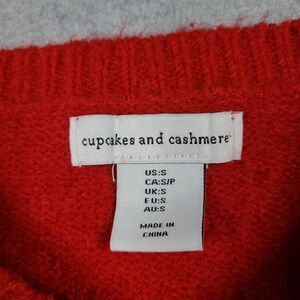 cupcakes and cashmere
US:S
CA:S/P
UK:S
EU:S
AU:S
MADE IN
CHINA